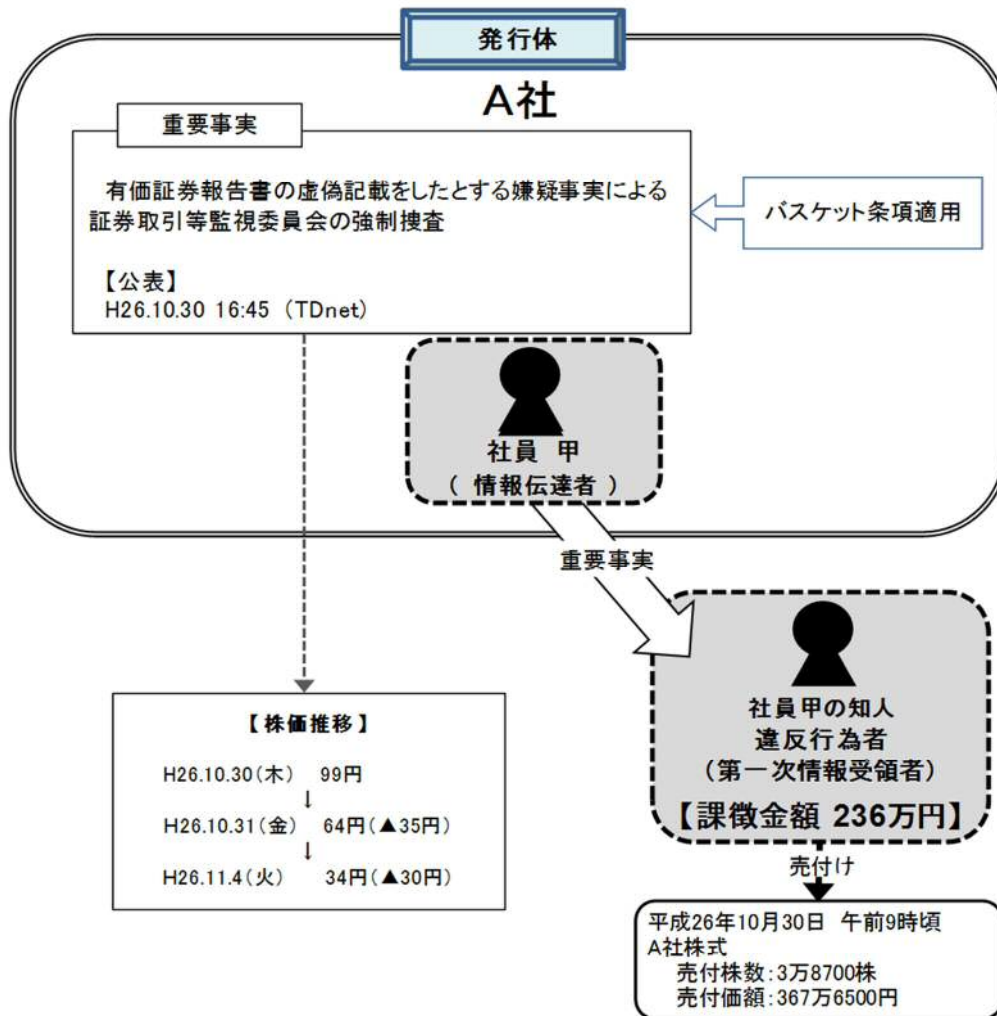 発行体
A社
重要事実
有価証券報告書の虚偽記載をしたとする嫌疑事実による
証券取引等監視委員会の強制捜査
【公表】
H26.10.30 16:45 (TDnet)
バスケット条項適用
社員 甲
( 情報伝達者 )
重要事実
社員甲の知人
違反行為者
(第一次情報受領者)
【課徴金額 236万円】
売付け
平成26年10月30日 午前9時頃
A社株式
売付株数:3万8700株
売付価額:367万6500円
【株価推移】
H26.10.30(木) 99円
↓
H26.10.31(金) 64円(▲35円)
↓
H26.11.4(火) 34円(▲30円)